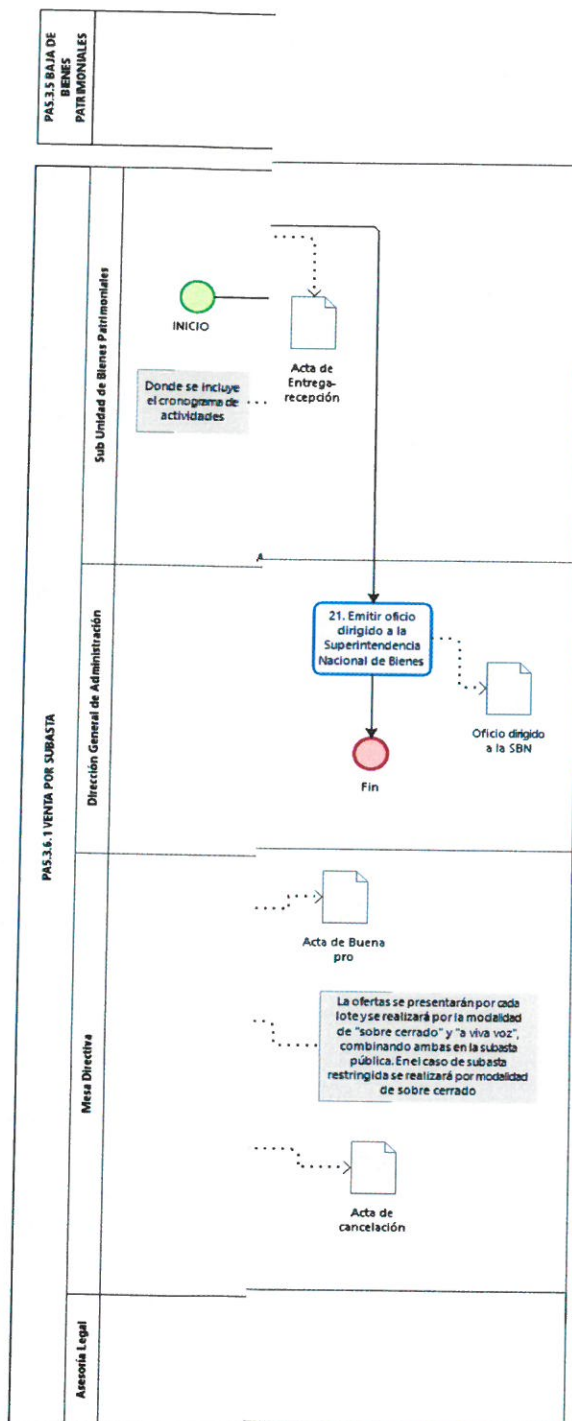 PA5.3.5 BAJA DE
BIENES
PATRIMONIALES
PA5.3.6.1 VENTA POR SUBASTA
Sub Unidad de Bienes Patrimoniales
INICIO
Donde se incluye
el cronograma de
actividades
Acta de
Entrega-
recepción
Dirección General de Administración
21. Emitir oficio
dirigido a la
Superintendencia
Nacional de Bienes
Oficio dirigido
a la SBN
Fin
Mesa Directiva
Acta de Buena
pro
La ofertas se presentarán por cada
lote y se realizará por la modalidad
de "sobre cerrado" y "a viva voz",
combinando ambas en la subasta
pública. En el caso de subasta
restringida se realizará por modalidad
de sobre cerrado
Acta de
cancelación
Asesoría Legal